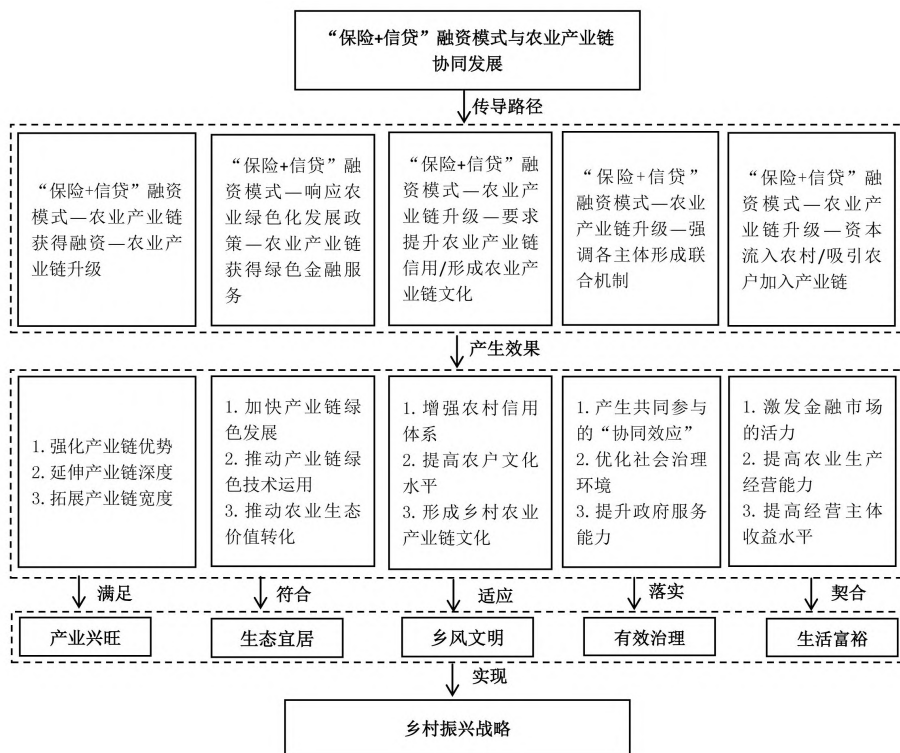 “保险+信贷”融资模式与农业产业链
协同发展
传导路径
“保险+信贷”融资
模式—农业产业链
获得融资—农业产
业链升级
“保险+信贷”融
资模式—响应农
业绿色化发展政
策—农业产业链
获得绿色金融服
务
“保险+信贷”融
资模式—农业产
业链升级—要求
提升农业产业链
信用/形成农业产
业链文化
“保险+信贷”
融资模式—农业
产业链升级—强
调各主体形成联
合机制
“保险+信贷”融
资模式—农业产
业链升级—资本
流入农村/吸引农
户加入产业链
产生效果
1. 强化产业链优势
2. 延伸产业链深度
3. 拓展产业链宽度
1. 加快产业链绿
色发展
2. 推动产业链绿
色技术运用
3. 推动农业生态
价值转化
1. 增强农村信用
体系
2. 提高农户文化
水平
3. 形成乡村农业
产业链文化
1. 产生共同参与
的“协同效应”
2. 优化社会治理
环境
3. 提升政府服务
能力
1. 激发金融市场
的活力
2. 提高农业生产
经营能力
3. 提高经营主体
收益水平
满足
符合
适应
落实
契合
产业兴旺
生态宜居
乡风文明
有效治理
生活富裕
实现
乡村振兴战略